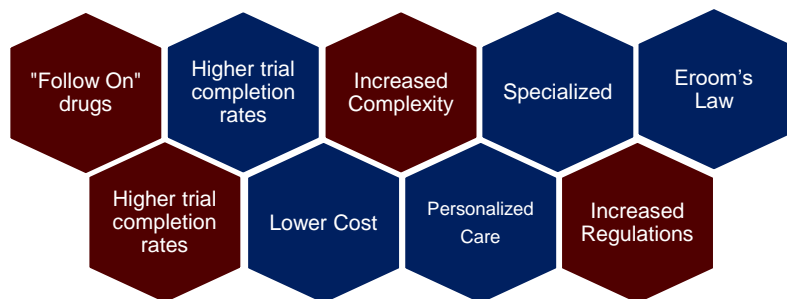 "Follow On"
drugs
Higher trial
completion
rates
Increased
Complexity
Specialized
Eroom’s
Law
Higher trial
completion
rates
Lower Cost
Personalized
Care
Increased
Regulations